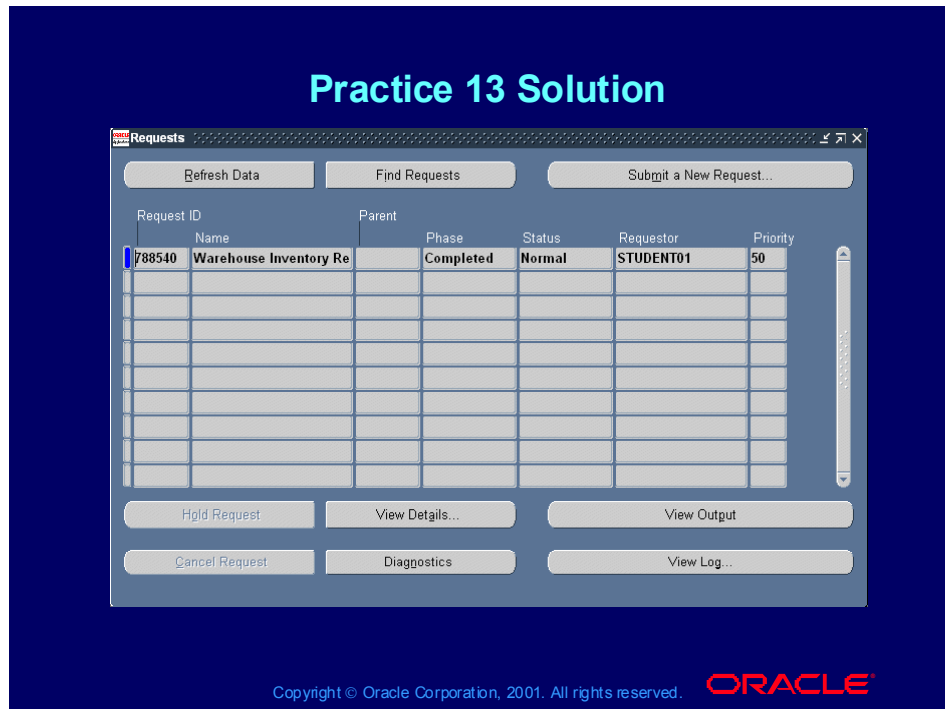 Practice 13 Solution
Requests
Refresh Data Find Requests Submit a New Request...
Request ID Parent
Name Phase Status Requestor Priority
788540 Warehouse Inventory Re Completed Normal STUDENT01 50
Hold Request View Details... View Output
Cancel Request Diagnostics View Log...
Copyright © Oracle Corporation, 2001. All rights reserved. ORACLE